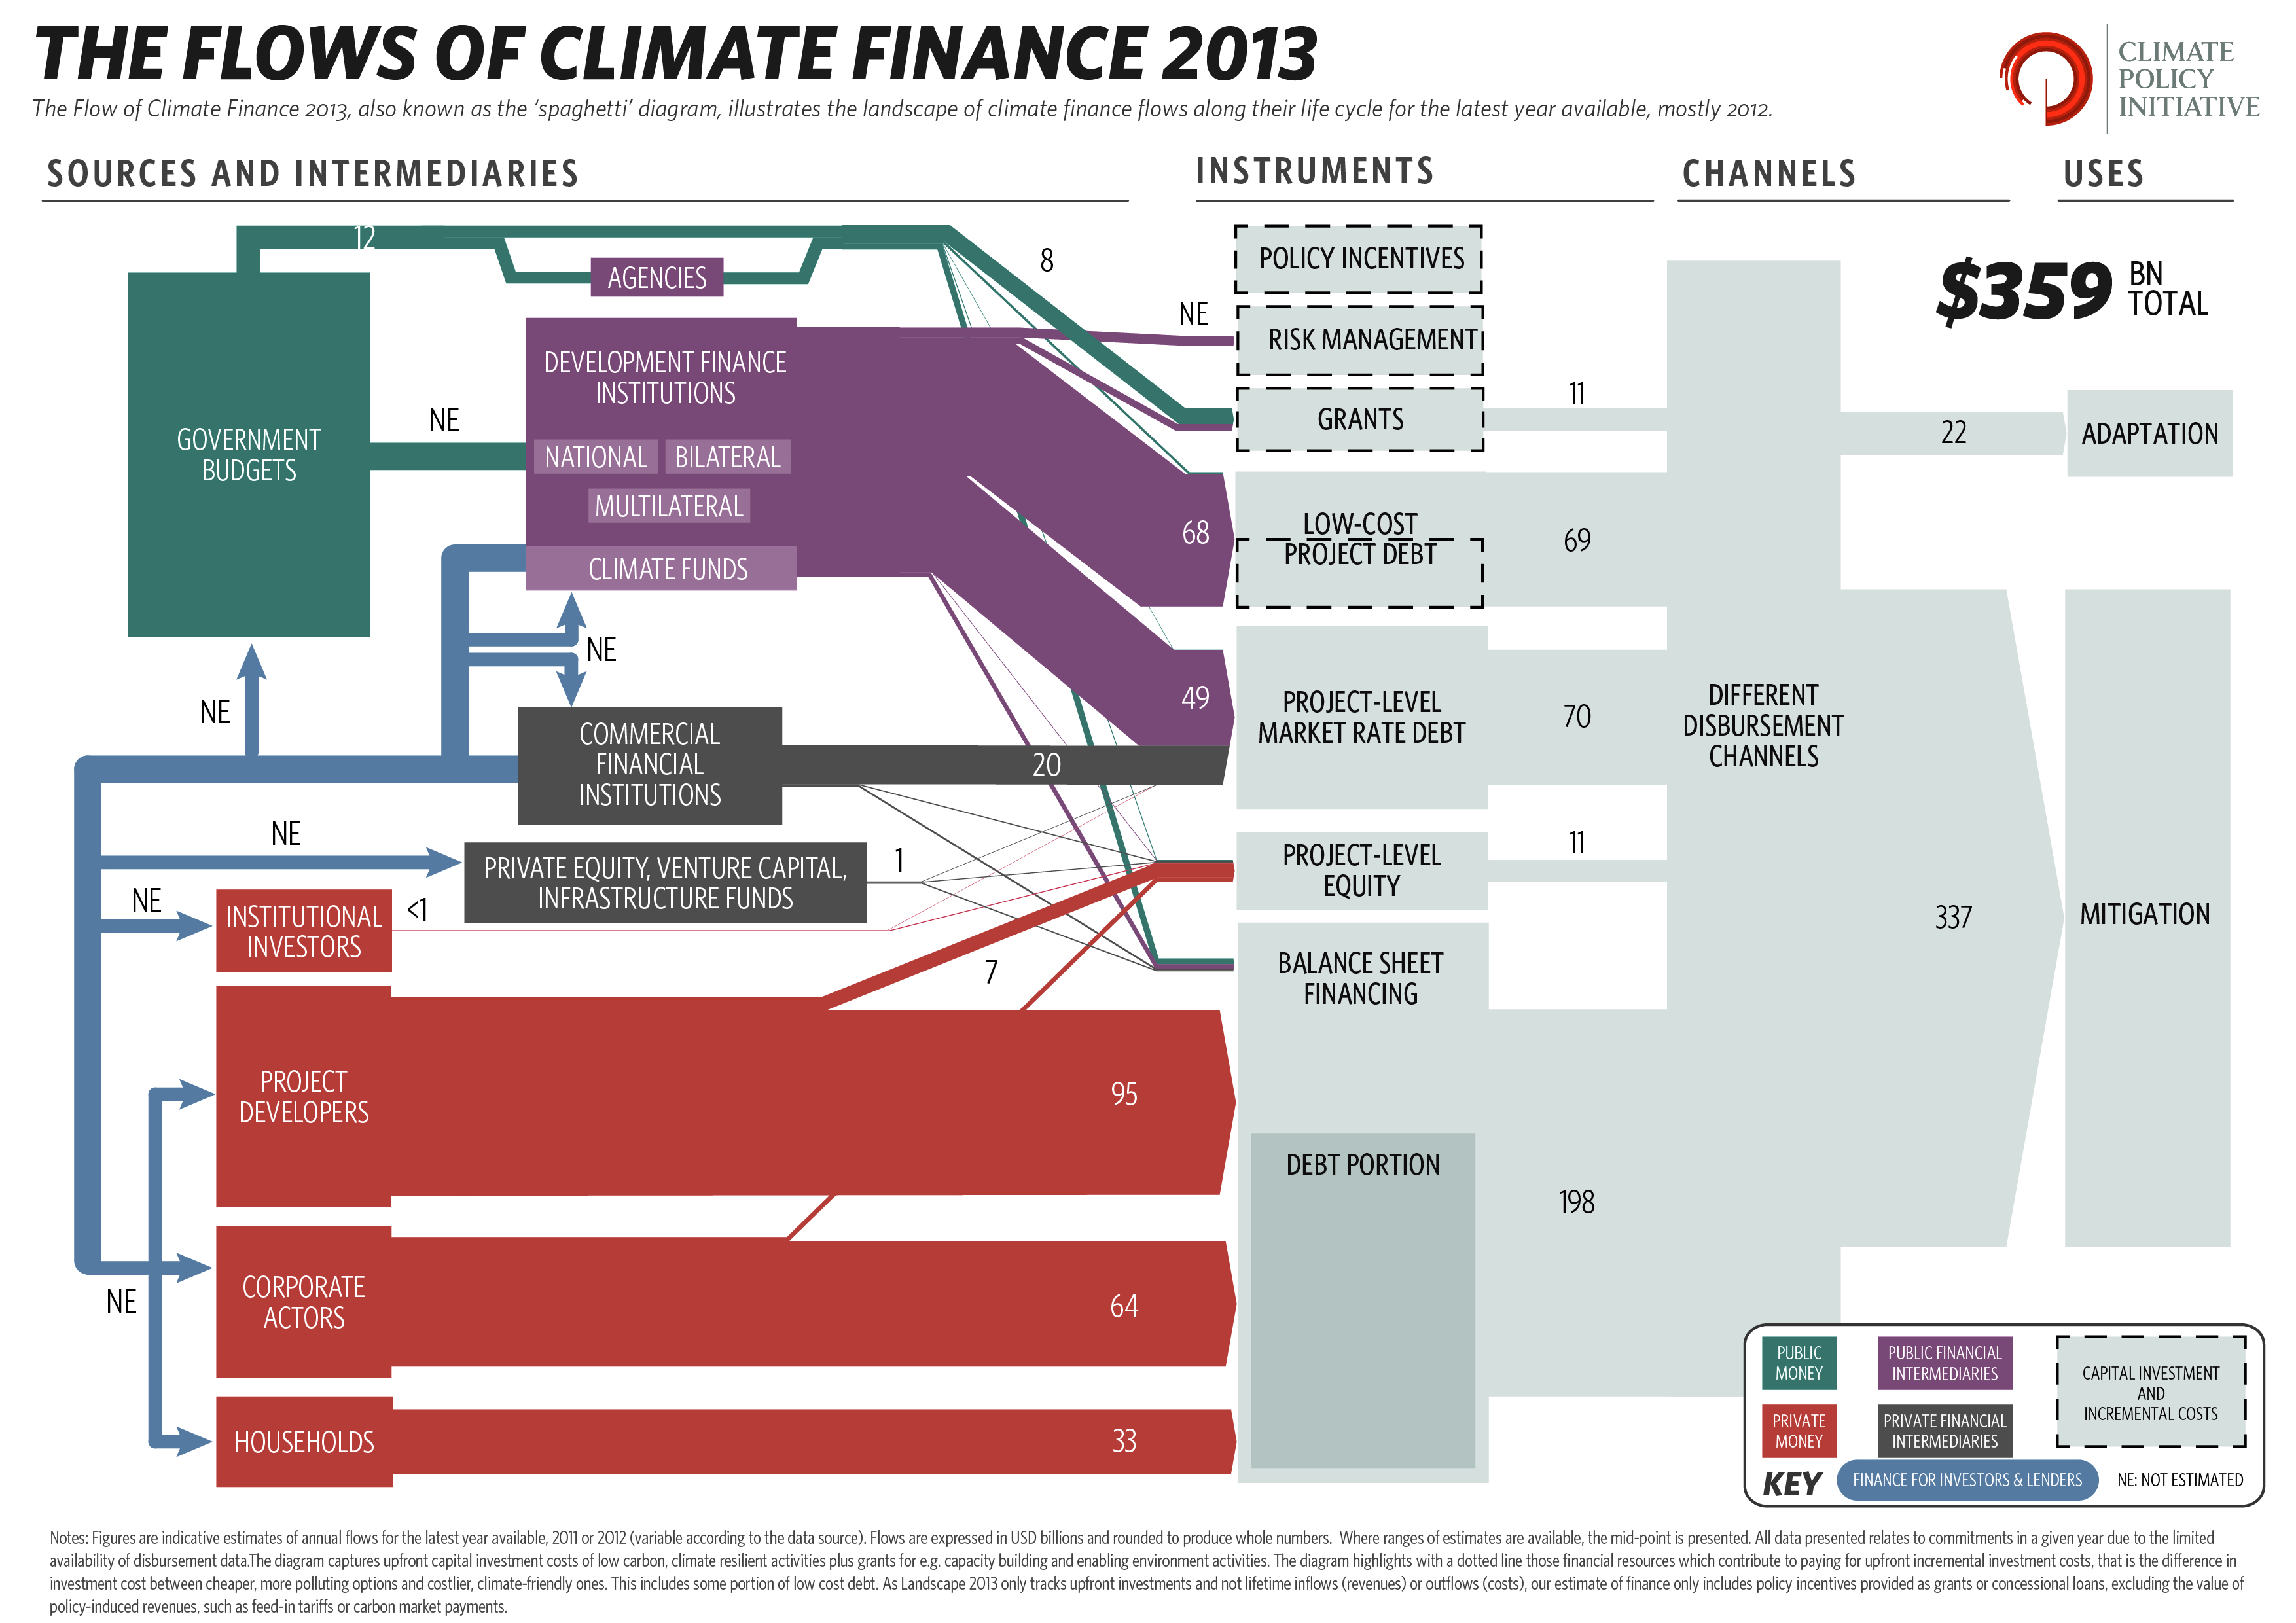 THE FLOWS OF CLIMATE FINANCE 2013
The Flow of Climate Finance 2013, also known as the ‘spaghetti’ diagram, illustrates the landscape of climate finance flows along their life cycle for the latest year available, mostly 2012.
CLIMATE
POLICY
INITIATIVE
SOURCES AND INTERMEDIARIES
INSTRUMENTS
CHANNELS
USES
12
AGENCIES
8
POLICY INCENTIVES
$359
BN
TOTAL
NE
RISK MANAGEMENT
DEVELOPMENT FINANCE
INSTITUTIONS
NE
GRANTS
11
GOVERNMENT
BUDGETS
NATIONAL
BILATERAL
22
ADAPTATION
MULTILATERAL
68
LOW-COST
PROJECT DEBT
69
CLIMATE FUNDS
NE
NE
49
PROJECT-LEVEL
MARKET RATE DEBT
70
DIFFERENT
DISBURSEMENT
CHANNELS
COMMERCIAL
FINANCIAL
INSTITUTIONS
20
NE
PRIVATE EQUITY, VENTURE CAPITAL,
INFRASTRUCTURE FUNDS
1
PROJECT-LEVEL
EQUITY
11
NE
INSTITUTIONAL
INVESTORS
<1
337
MITIGATION
7
BALANCE SHEET
FINANCING
PROJECT
DEVELOPERS
95
DEBT PORTION
198
CORPORATE
ACTORS
64
NE
HOUSEHOLDS
33
PUBLIC
MONEY
PUBLIC FINANCIAL
INTERMEDIARIES
CAPITAL INVESTMENT
AND
INCREMENTAL COSTS
PRIVATE
MONEY
PRIVATE FINANCIAL
INTERMEDIARIES
KEY
FINANCE FOR INVESTORS & LENDERS
NE: NOT ESTIMATED
Notes: Figures are indicative estimates of annual flows for the latest year available, 2011 or 2012 (variable according to the data source). Flows are expressed in USD billions and rounded to produce whole numbers. Where ranges of estimates are available, the mid-point is presented. All data presented relates to commitments in a given year due to the limited
availability of disbursement data.The diagram captures upfront capital investment costs of low carbon, climate resilient activities plus grants for e.g. capacity building and enabling environment activities. The diagram highlights with a dotted line those financial resources which contribute to paying for upfront incremental investment costs, that is the difference in
investment cost between cheaper, more polluting options and costlier, climate-friendly ones. This includes some portion of low cost debt. As Landscape 2013 only tracks upfront investments and not lifetime inflows (revenues) or outflows (costs), our estimate of finance only includes policy incentives provided as grants or concessional loans, excluding the value of
policy-induced revenues, such as feed-in tariffs or carbon market payments.